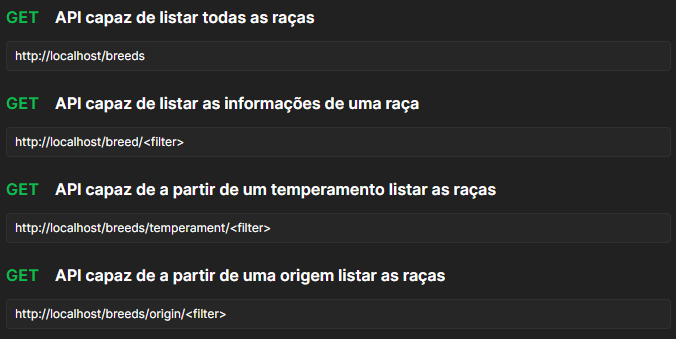 GET API capaz de listar todas as raças
http://localhost/breeds
GET API capaz de listar as informações de uma raça
http://localhost/breed/<filter>
GET API capaz de a partir de um temperamento listar as raças
http://localhost/breeds/temperament/<filter>
GET API capaz de a partir de uma origem listar as raças
http://localhost/breeds/origin/<filter>